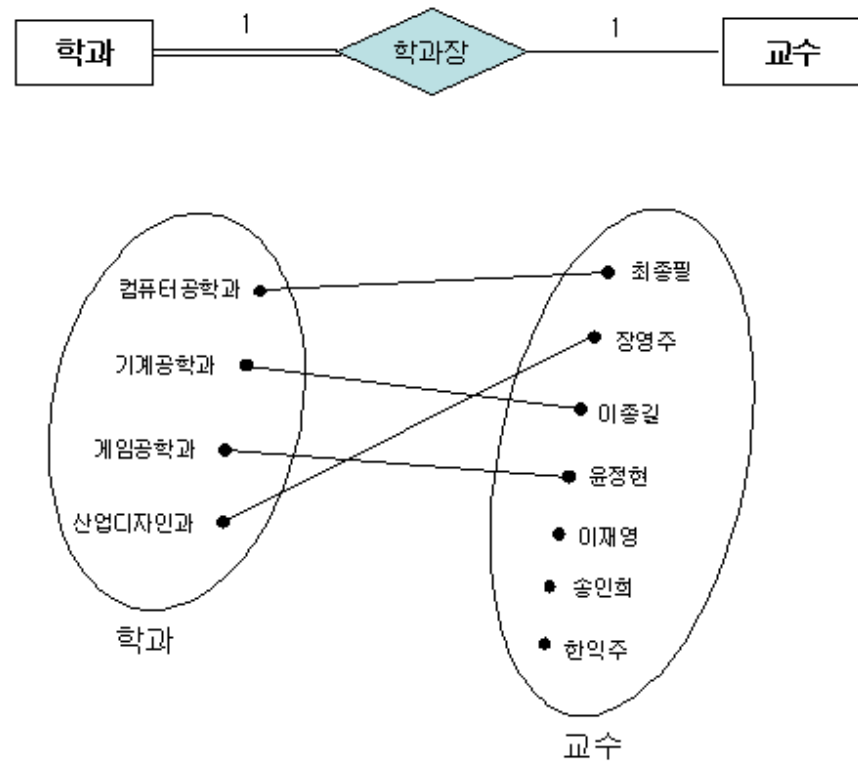 1
1
학과
학과장
교수
컴퓨터공학과
최종필
장영주
기계공학과
이종길
게임공학과
윤정현
산업디자인과
이재영
송인희
한익주
학과
교수